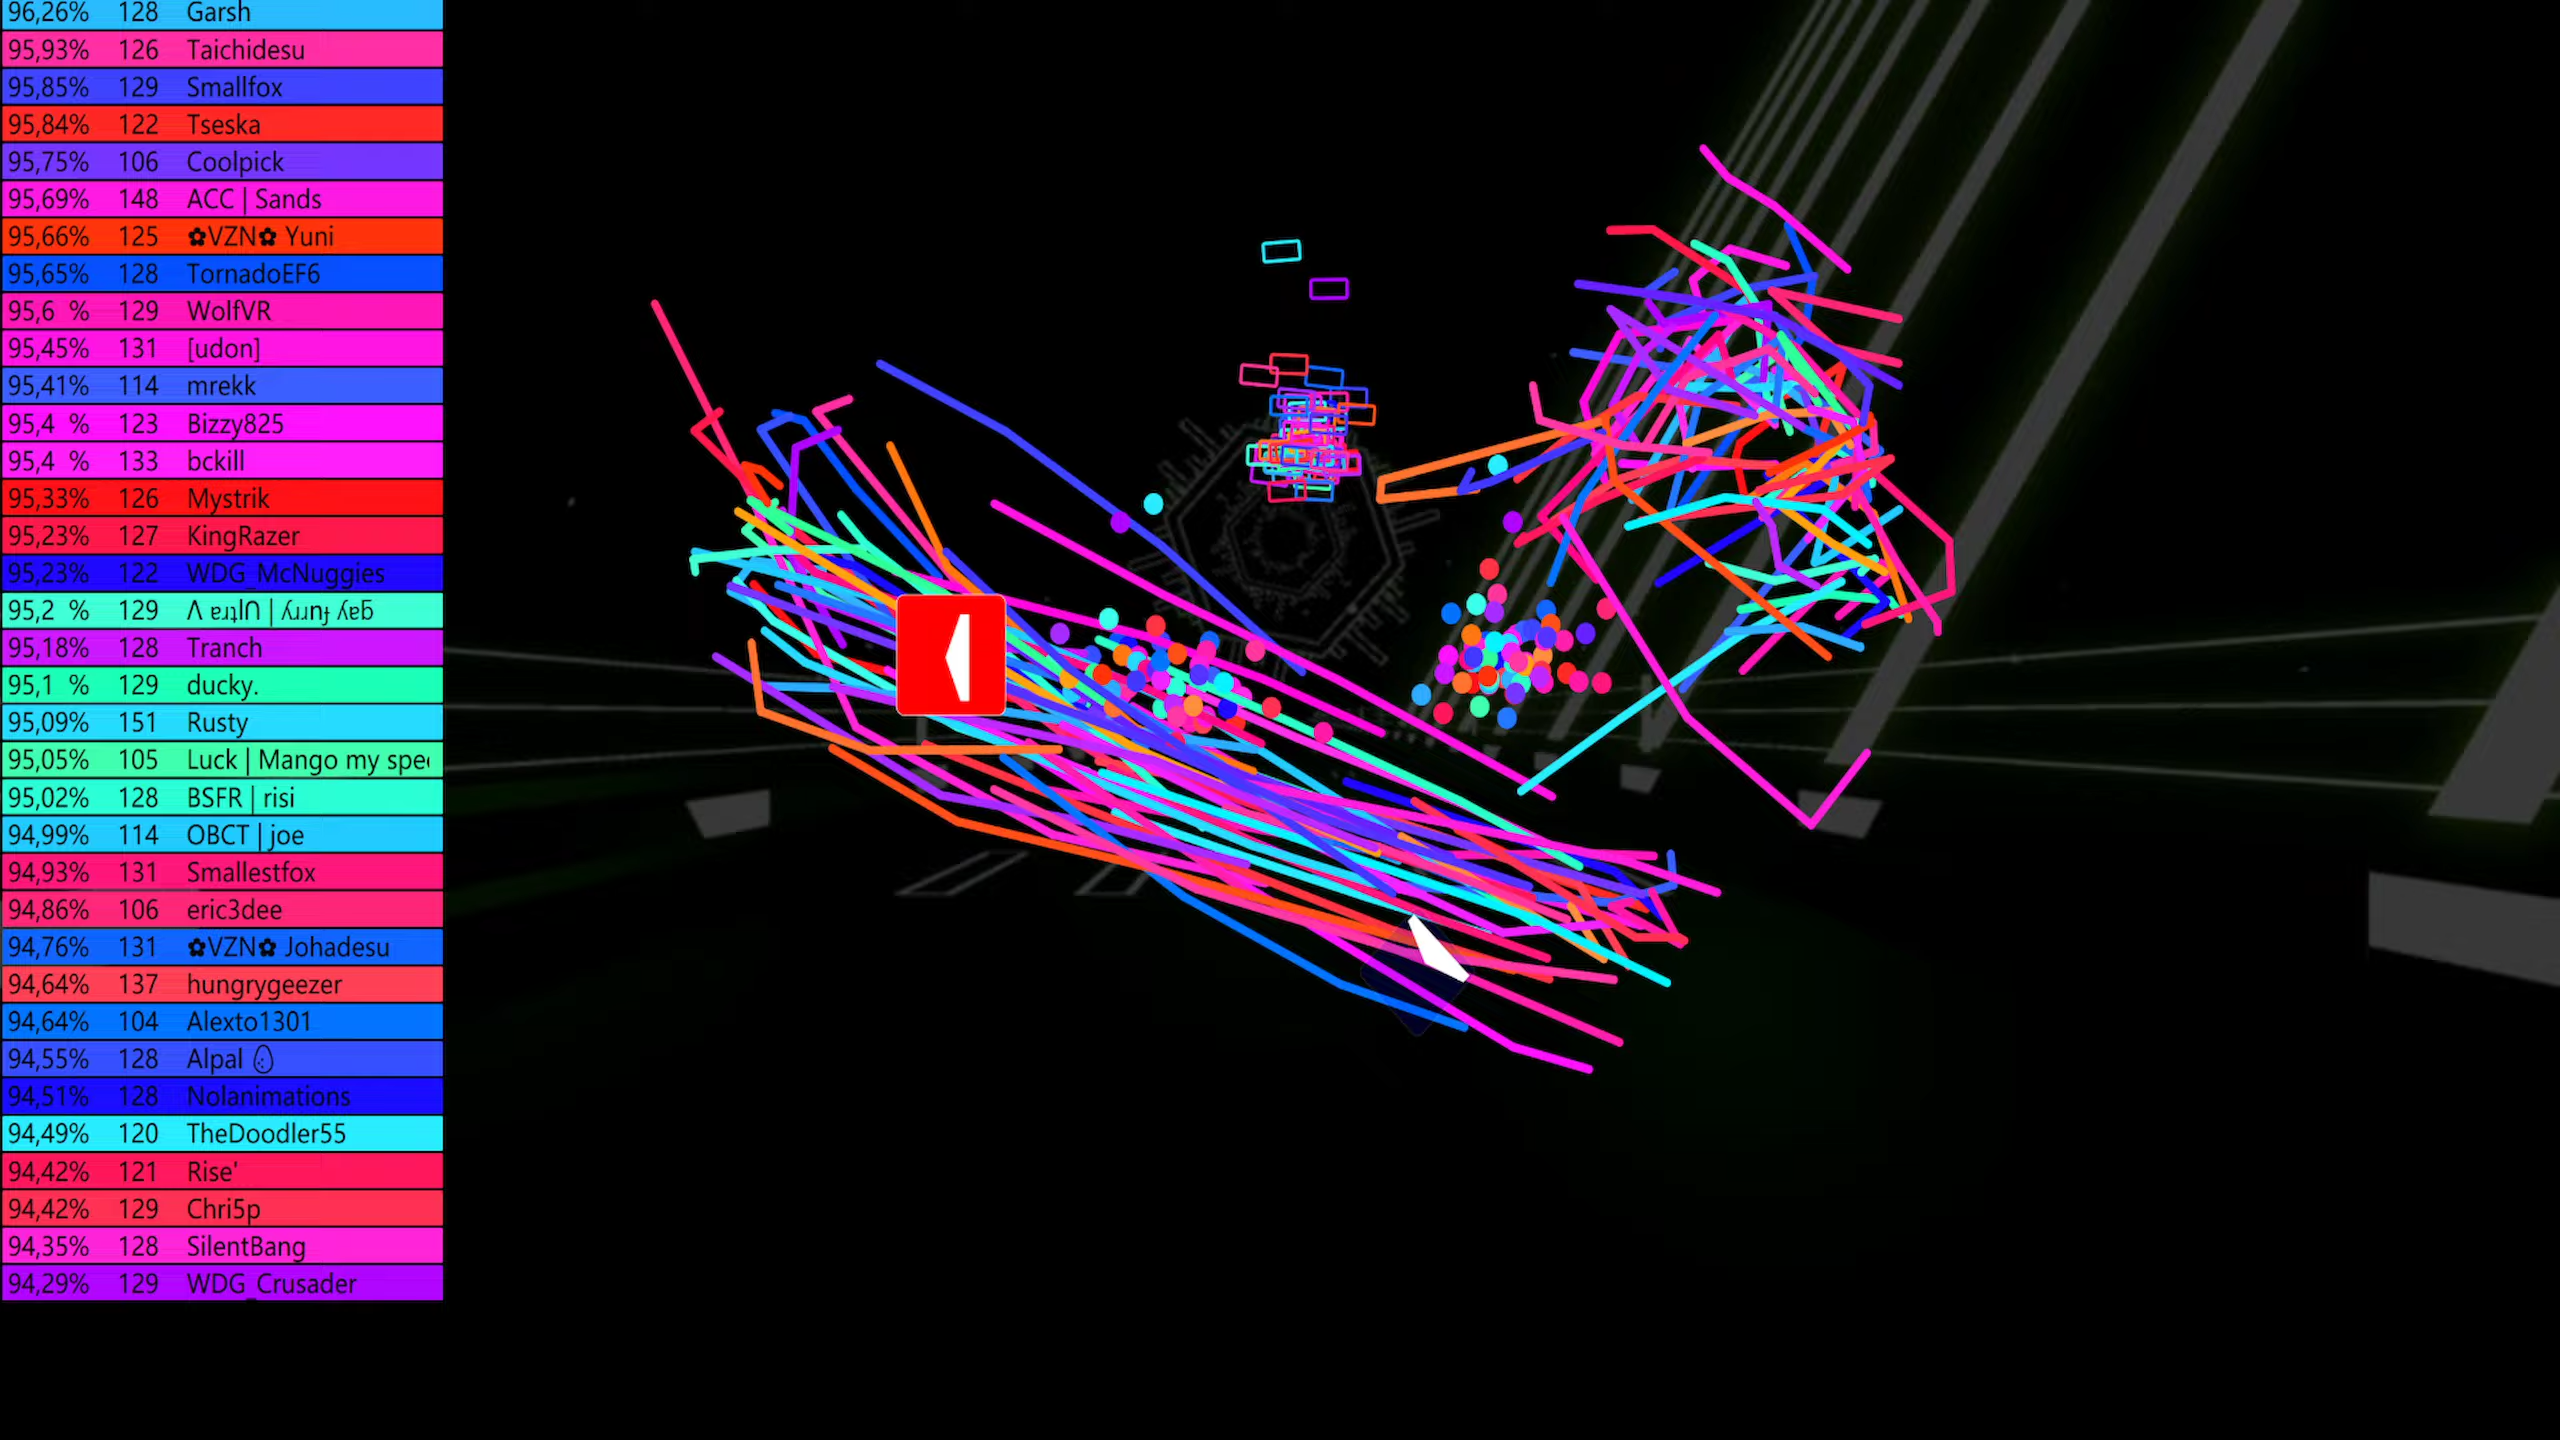 96,26% 128 Garsh
95,93% 126 Taichidesu
95,85% 129 Smallfox
95,84% 122 Tseska
95,75% 106 Coolpick
95,69% 148 ACC | Sands
95,66% 125 ✿VZN✿ Yuni
95,65% 128 TornadoEF6
95,6 % 129 WolfVR
95,45% 131 [udon]
95,41% 114 mrekk
95,4 % 123 Bizzy825
95,4 % 133 bckill
95,33% 126 Mystrik
95,23% 127 KingRazer
95,23% 122 WDG_McNuggies
95,2 % 129
95,18% 128 Tranch
95,1 % 129 ducky.
95,09% 151 Rusty
95,05% 105 Luck | Mango my spe
95,02% 128 BSFR | risi
94,99% 114 OBCT | joe
94,93% 131 Smallestfox
94,86% 106 eric3dee
94,76% 131 ✿VZN✿ Johadesu
94,64% 137 hungrygeezer
94,64% 104 Alexto1301
94,55% 128 Alpal
94,51% 128 Nolanimations
94,49% 120 TheDoodler55
94,42% 121 Rise'
94,42% 129 Chri5p
94,35% 128 SilentBang
94,29% 129 WDG_Crusader